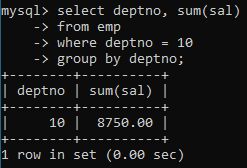 mysql> select deptno, sum(sal)
    -> from emp
    -> where deptno = 10
    -> group by deptno;
+--------+----------+
| deptno | sum(sal) |
+--------+----------+
|     10 |  8750.00 |
+--------+----------+
1 row in set (0.00 sec)